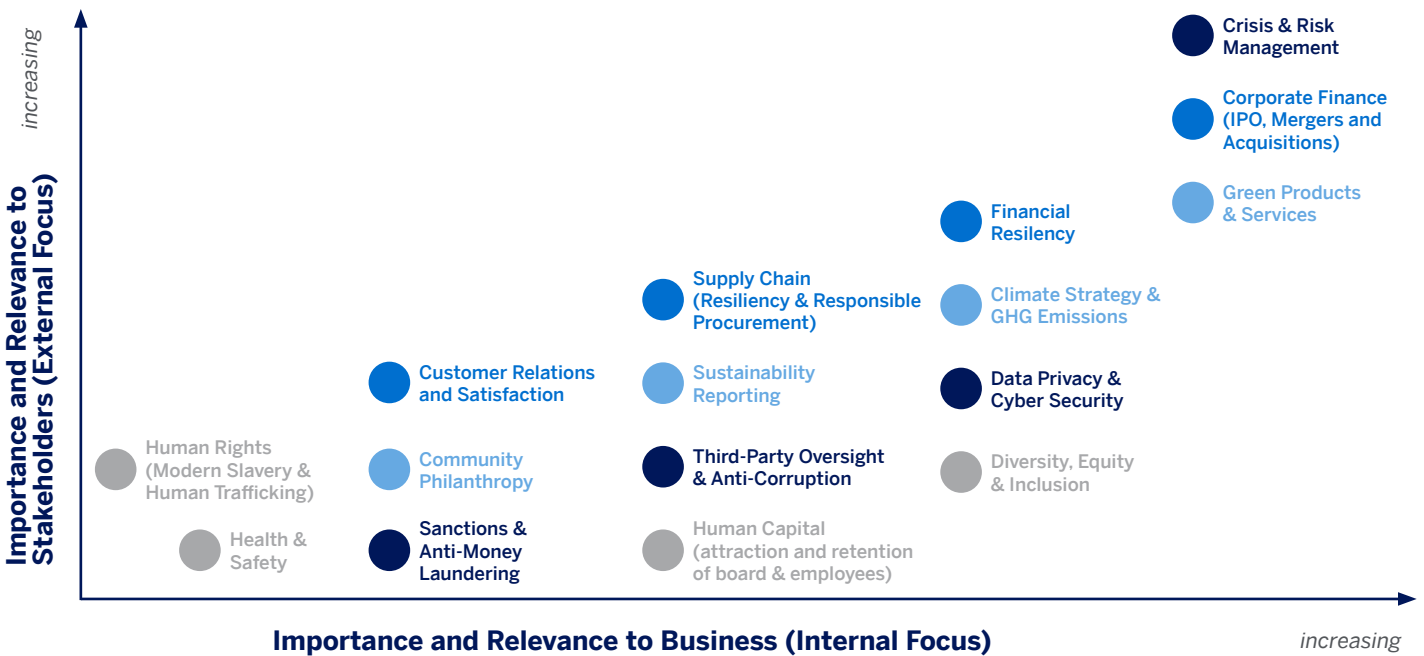 increasing
Importance and Relevance to
Stakeholders (External Focus)
Crisis & Risk
Management
Corporate Finance
(IPO, Mergers and
Acquisitions)
Green Products
& Services
Financial
Resilency
Supply Chain
(Resiliency & Responsible
Procurement)
Climate Strategy &
GHG Emissions
Customer Relations
and Satisfaction
Sustainability
Reporting
Data Privacy &
Cyber Security
Human Rights
(Modern Slavery &
Human Trafficking)
Community
Philanthropy
Third-Party Oversight
& Anti-Corruption
Diversity, Equity
& Inclusion
Health &
Safety
Sanctions &
Anti-Money
Laundering
Human Capital
(attraction and retention
of board & employees)
Importance and Relevance to Business (Internal Focus)
increasing